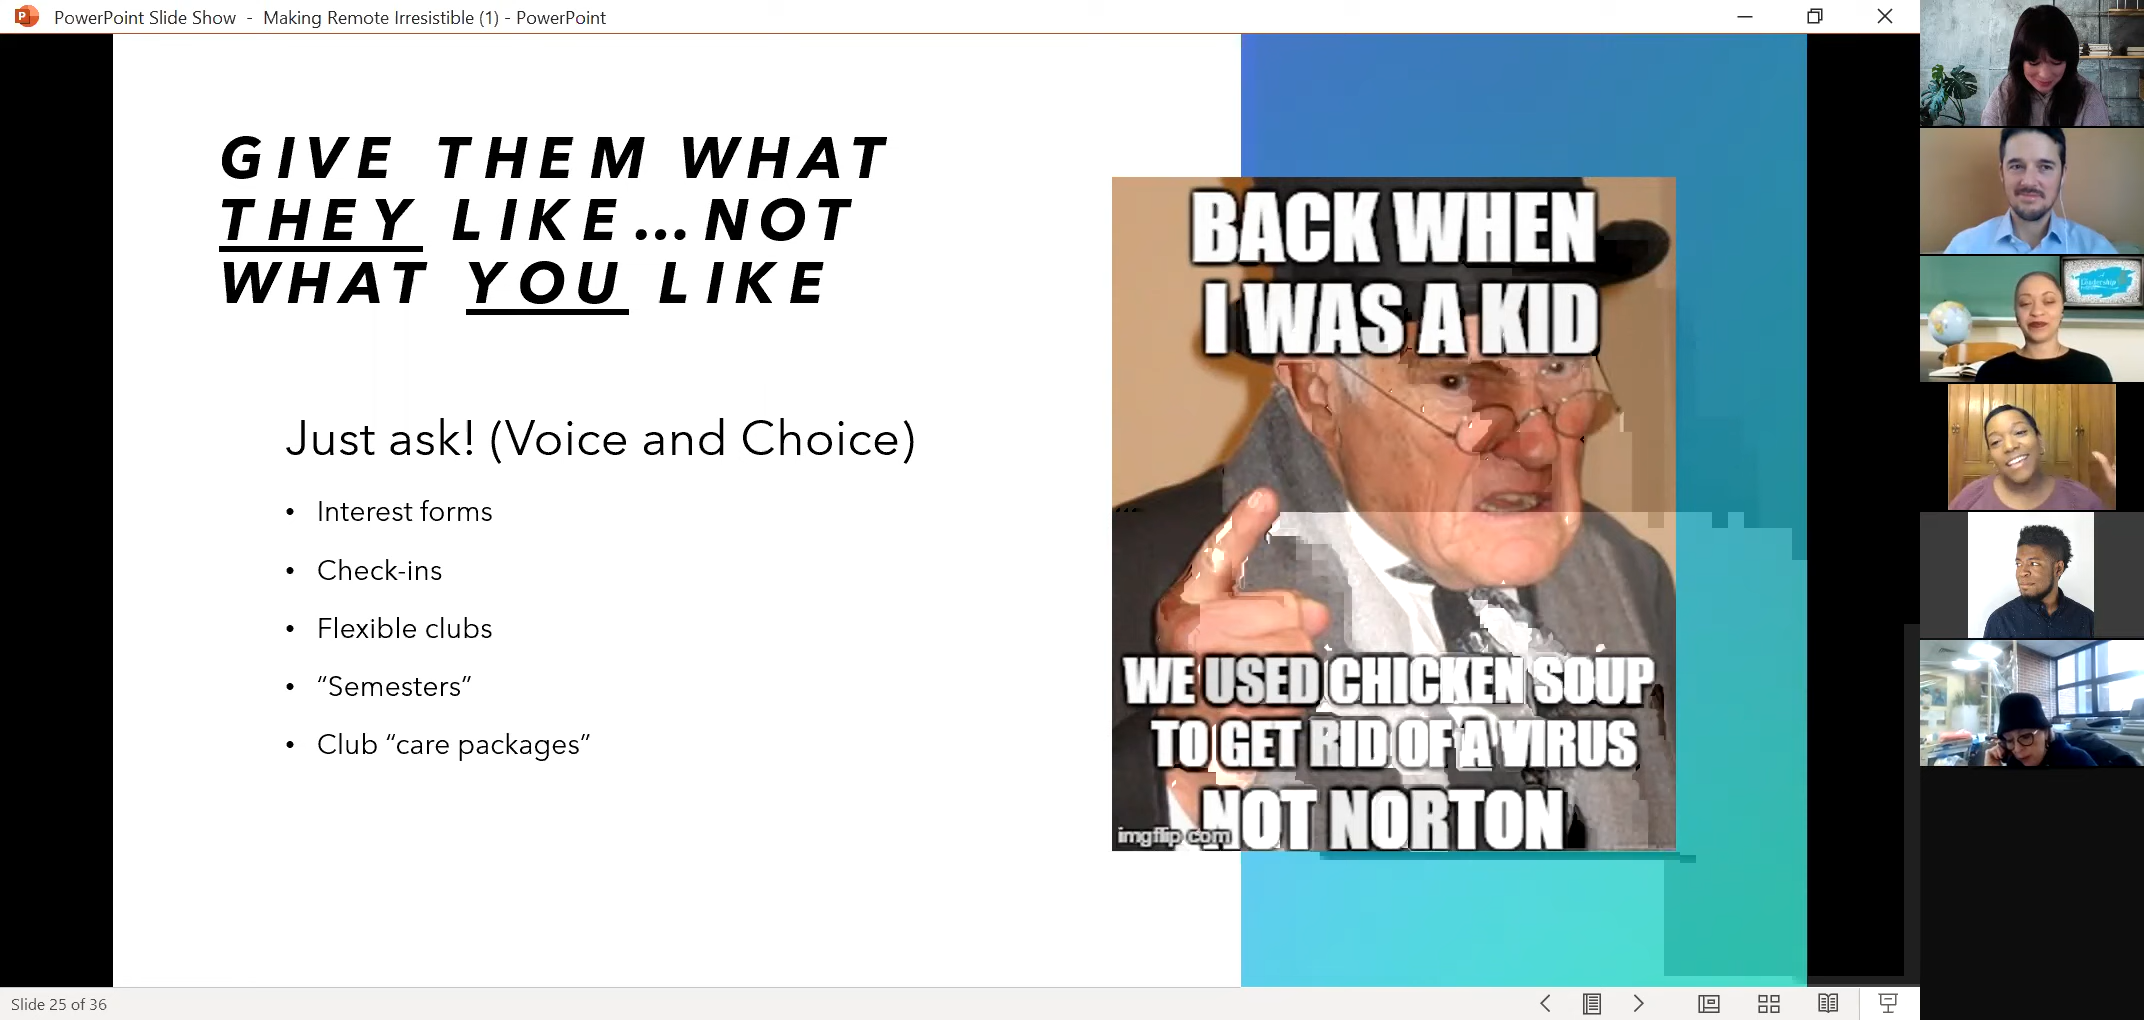 PowerPoint Slide Show - Making Remote Irresistible (1) - PowerPoint
GIVE THEM WHAT
THEY LIKE...NOT
WHAT YOU LIKE
Just ask! (Voice and Choice)
• Interest forms
• Check-ins
• Flexible clubs
• “Semesters”
• Club “care packages”
BACK WHEN
I WAS A KID
WE USED CHICKEN SOUP
TO GET RID OF A VIRUS
NOT NORTON
imgflip.com
Leadership
Slide 25 of 36